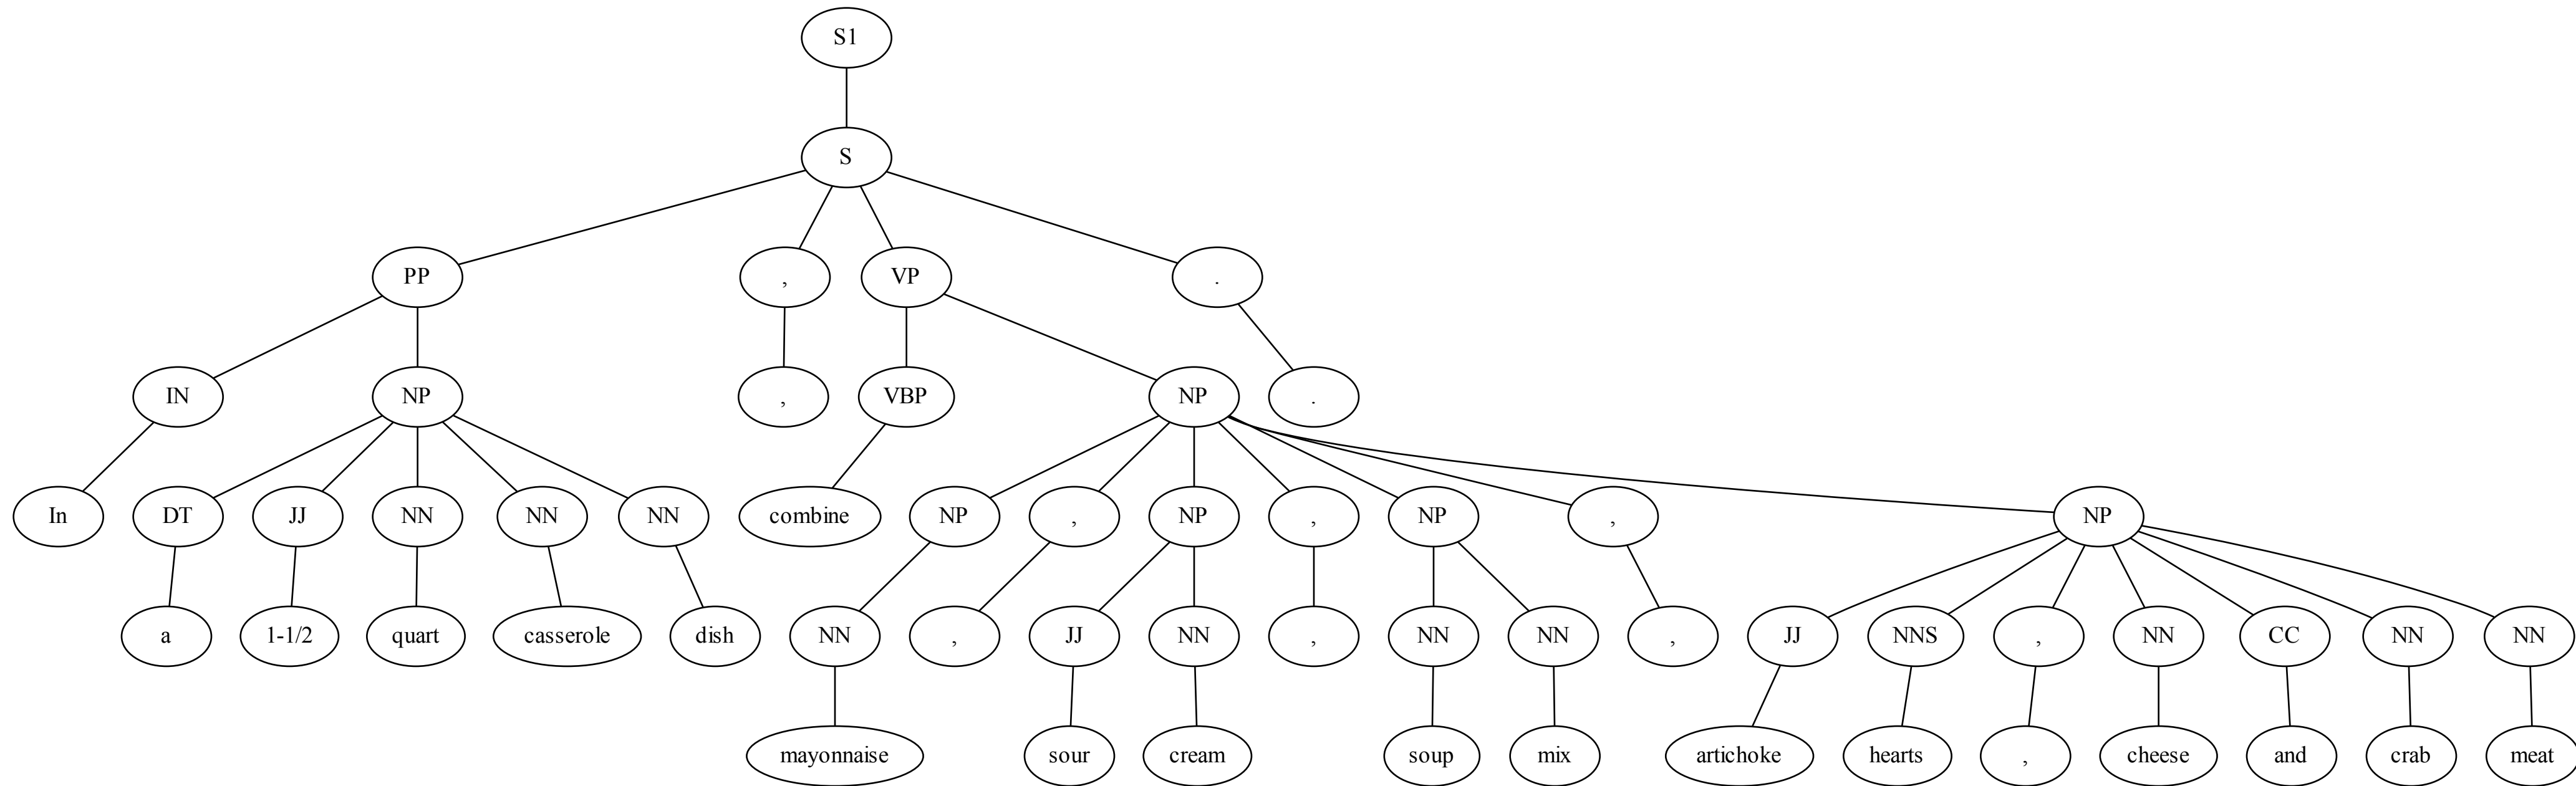 S1
S
PP , VP .
IN NP , VBP NP .
In DT JJ NN NN NN combine NP , NP , NP , NP
a 1-1/2 quart casserole dish NN , JJ NN , NN NN , JJ NNS , NN CC NN NN
mayonnaise sour cream soup mix artichoke hearts , cheese and crab meat